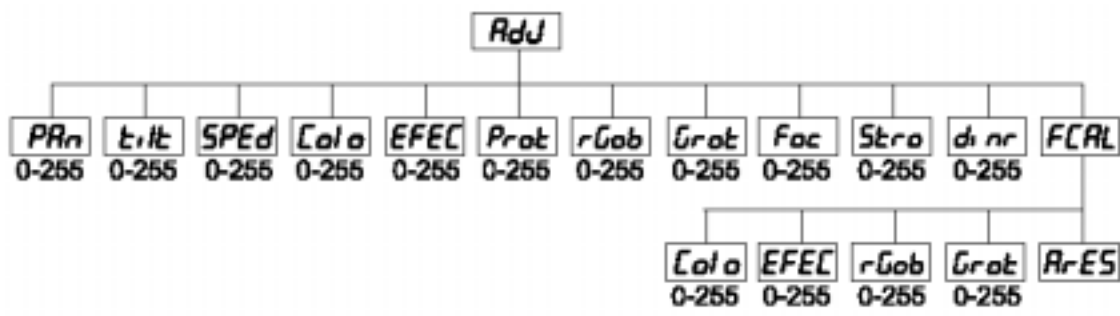 AdJ
PAn tilt SPEd Colo EFEC Prot rGob Grot Foc Stro dinr FCAL
0-255 0-255 0-255 0-255 0-255 0-255 0-255 0-255 0-255 0-255 0-255
Colo EFEC rGob Grot ArES
0-255 0-255 0-255 0-255